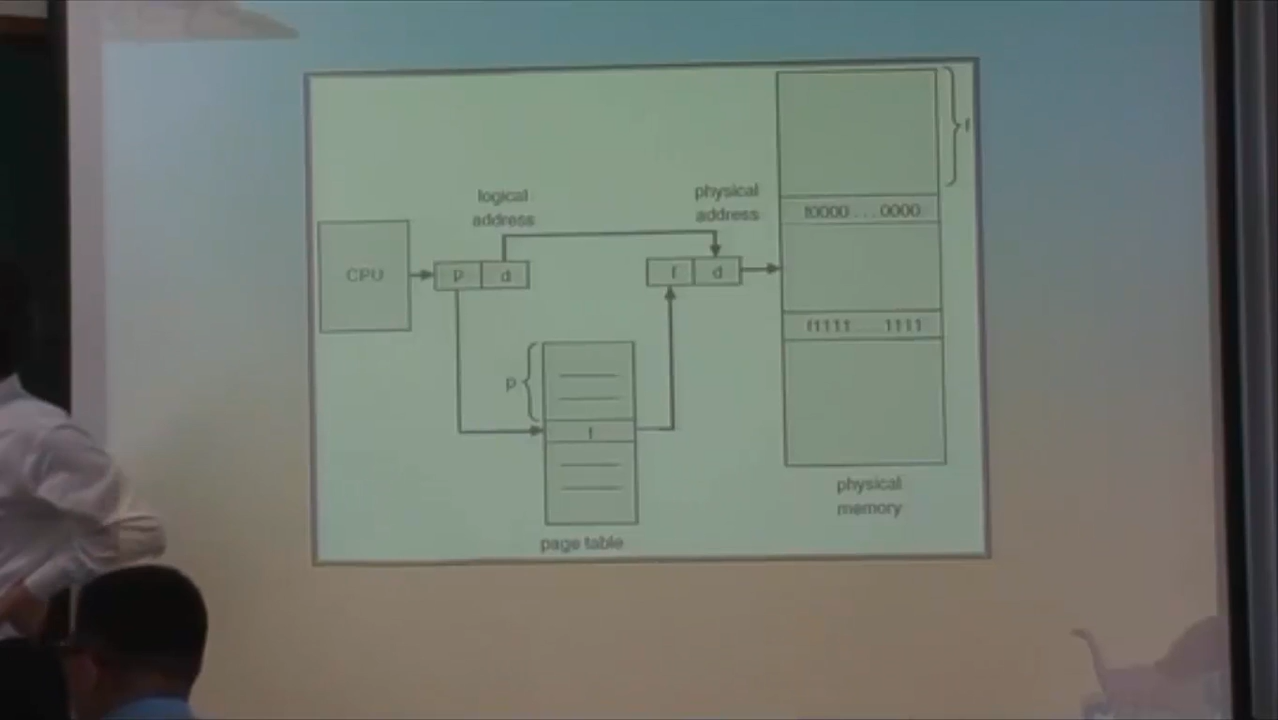 logical
address
physical
address
f
f0000 ... 0000
CPU
p
d
f
d
f1111 ... 1111
p
f
physical
memory
page table